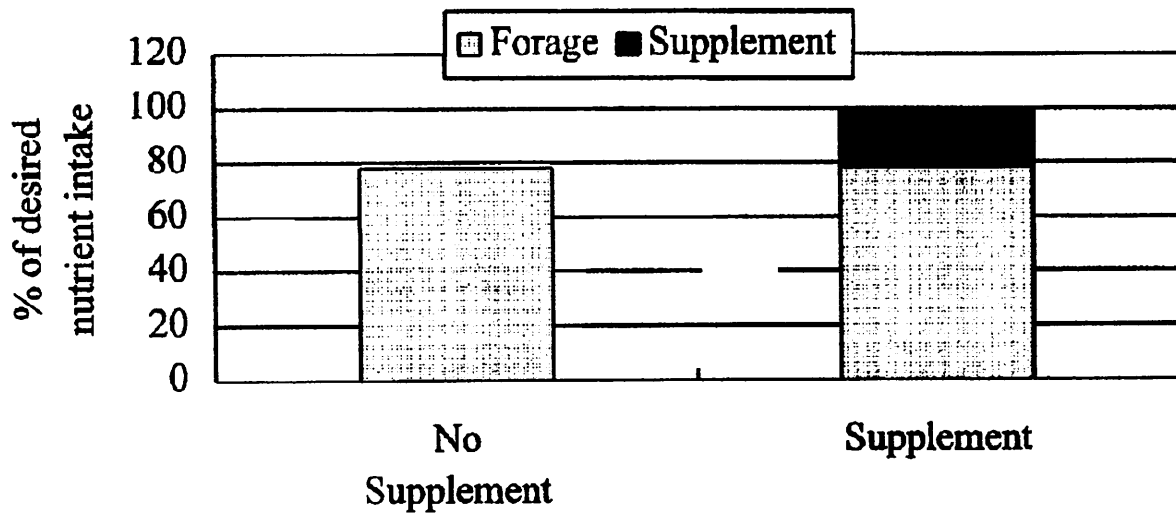 Forage Supplement
120
100
80
60
40
20
0
% of desired
nutrient intake
No
Supplement
Supplement